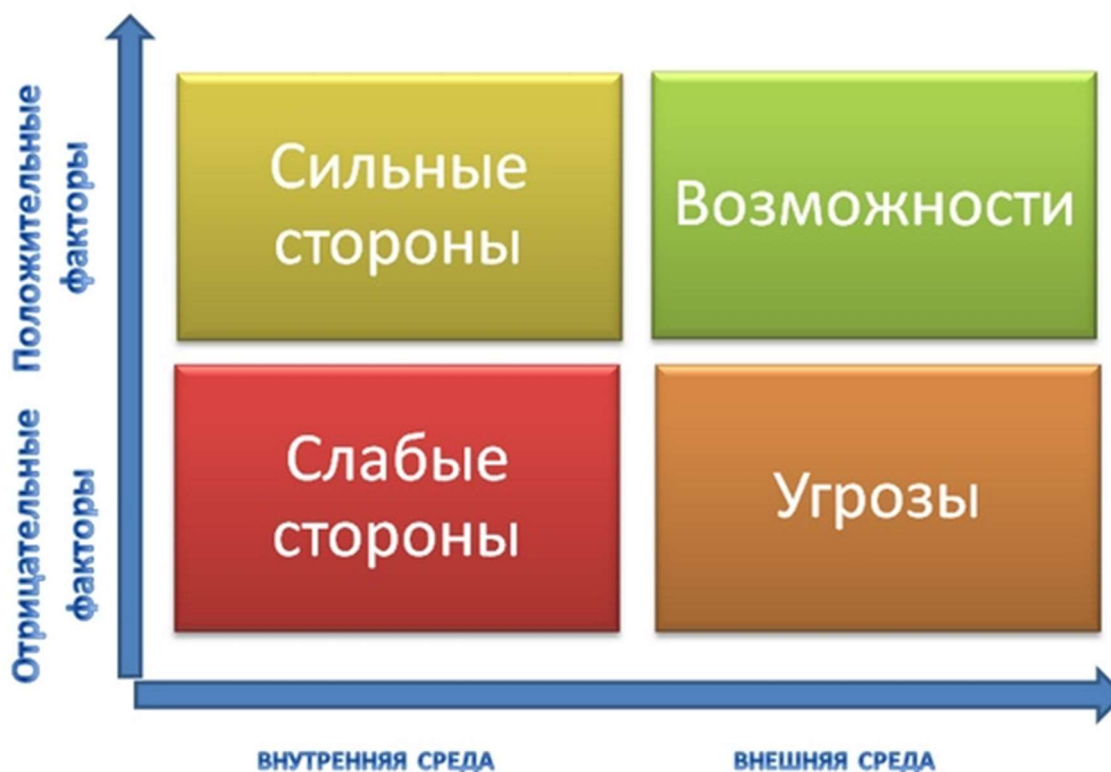 Положительные
факторы
Сильные
стороны
Возможности
Отрицательные
факторы
Слабые
стороны
Угрозы
ВНУТРЕННЯЯ СРЕДА
ВНЕШНЯЯ СРЕДА